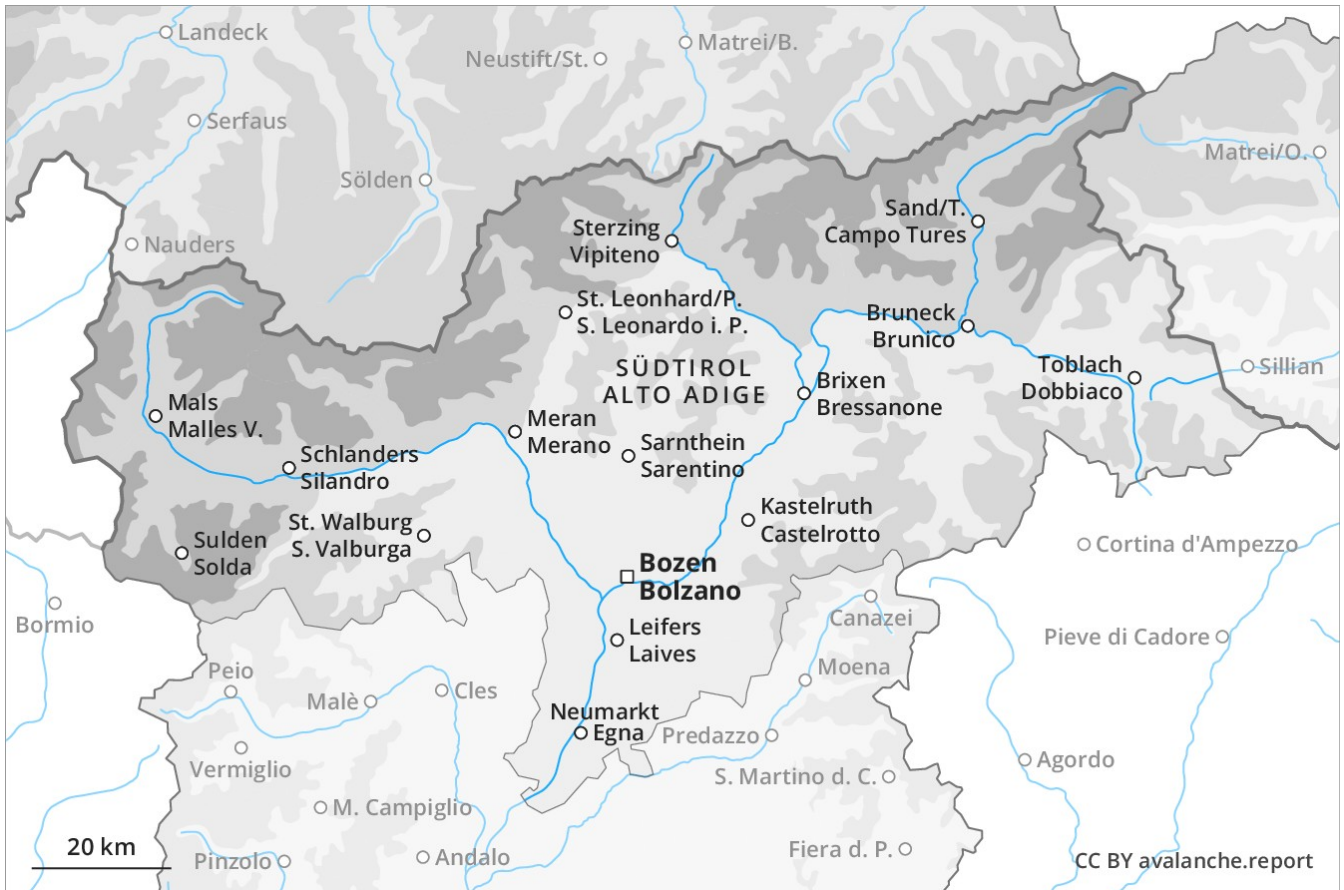 Landeck
Neustift/St.
Matrei/B.
Serfaus
Matrei/O.
Sölden
Nauders
Sterzing
Vipiteno
Sand/T.
Campo Tures
St. Leonhard/P.
S. Leonardo i. P.
Bruneck
Brunico
SÜDTIROL
ALTO ADIGE
Toblach
Dobbiaco
Sillian
Brixen
Bressanone
Mals
Malles V.
Meran
Merano
Sarnthein
Sarentino
Schlanders
Silandro
St. Walburg
S. Valburga
Kastelruth
Castelrotto
Sulden
Solda
Cortina d'Ampezzo
Bozen
Bolzano
Bormio
Canazei
Leifers
Laives
Pieve di Cadore
Peio
Moena
Malè
Cles
Neumarkt
Egna
Predazzo
Vermiglio
S. Martino d. C.
Agordo
M. Campiglio
20 km
Pinzolo
Andalo
Fiera d. P.
CC BY avalanche.report